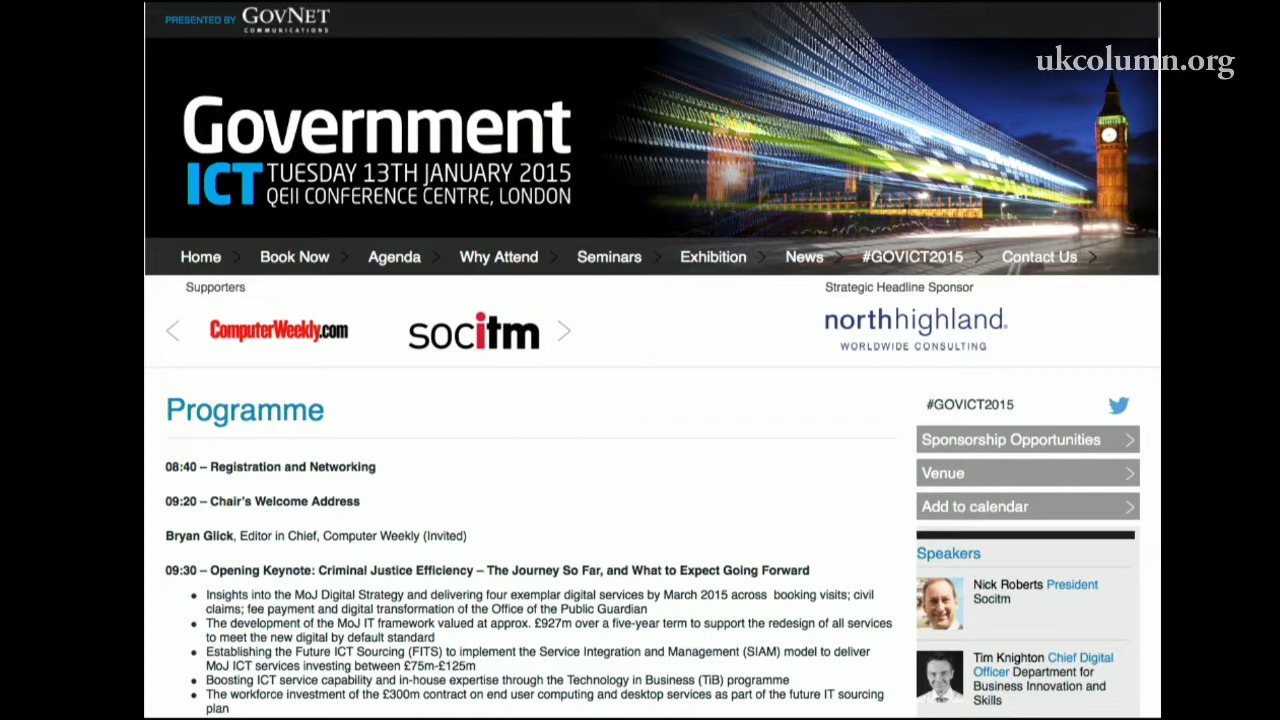 PRESENTED BY GOVNET
COMMUNICATIONS
ukcolumn.org
Government
ICT TUESDAY 13TH JANUARY 2015
QEII CONFERENCE CENTRE, LONDON
Home Book Now Agenda Why Attend Seminars Exhibition News #GOVICT2015 Contact Us
Supporters
Strategic Headline Sponsor
ComputerWeekly.com
socitm
northhighland.
WORLDWIDE CONSULTING
Programme
08:40 – Registration and Networking
09:20 – Chair's Welcome Address
Bryan Glick, Editor in Chief, Computer Weekly (Invited)
09:30 – Opening Keynote: Criminal Justice Efficiency – The Journey So Far, and What to Expect Going Forward
• Insights into the MoJ Digital Strategy and delivering four exemplar digital services by March 2015 across booking visits; civil
claims; fee payment and digital transformation of the Office of the Public Guardian
• The development of the MoJ IT framework valued at approx. £927m over a five-year term to support the redesign of all services
to meet the new digital by default standard
• Establishing the Future ICT Sourcing (FITS) to implement the Service Integration and Management (SIAM) model to deliver
MoJ ICT services investing between £75m-£125m
• Boosting ICT service capability and in-house expertise through the Technology in Business (TiB) programme
• The workforce investment of the £300m contract on end user computing and desktop services as part of the future IT sourcing
plan
#GOVICT2015
Sponsorship Opportunities
Venue
Add to calendar
Speakers
Nick Roberts President
Socitm
Tim Knighton Chief Digital
Officer Department for
Business Innovation and
Skills